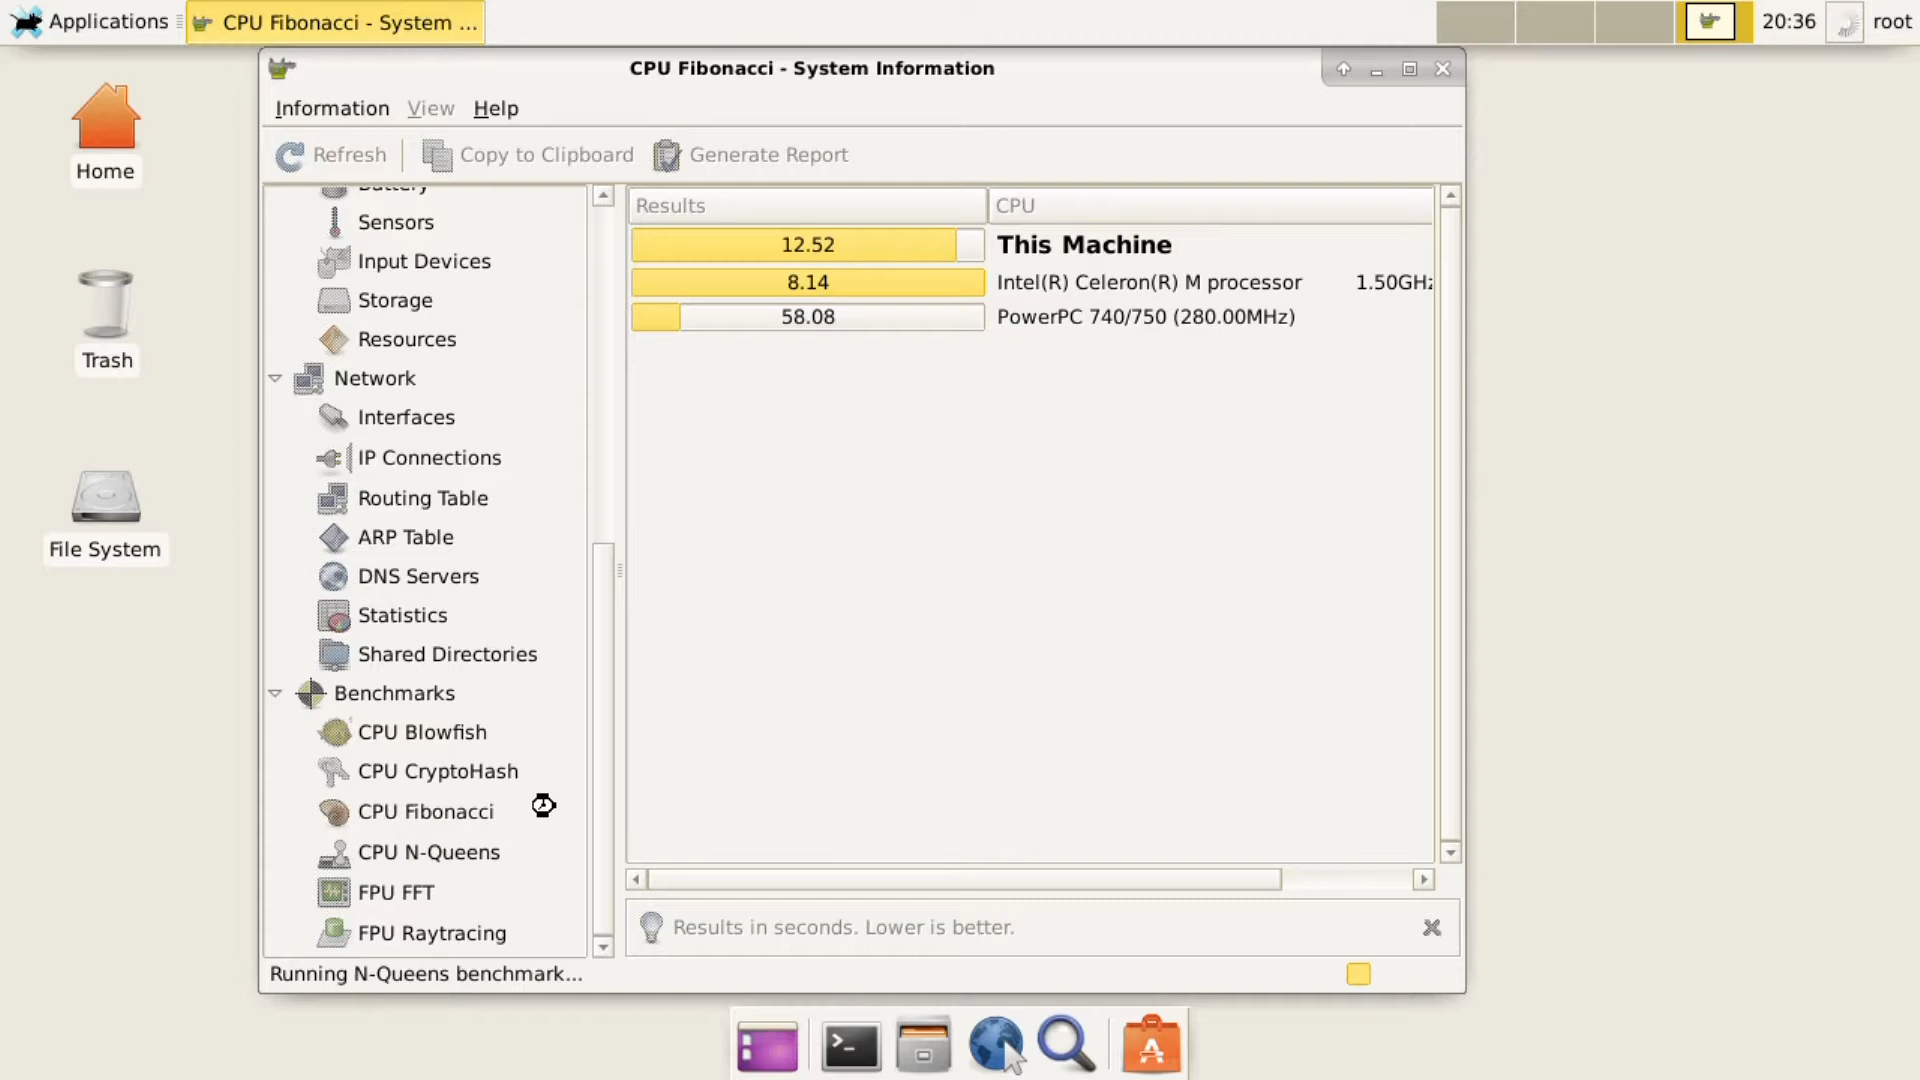 Applications
CPU Fibonacci - System ...
20:36
root
CPU Fibonacci - System Information
Information View Help
Refresh
Copy to Clipboard
Generate Report
Home
Trash
File System
Battery
Sensors
Input Devices
Storage
Resources
Network
Interfaces
IP Connections
Routing Table
ARP Table
DNS Servers
Statistics
Shared Directories
Benchmarks
CPU Blowfish
CPU CryptoHash
CPU Fibonacci
CPU N-Queens
FPU FFT
FPU Raytracing
Results CPU
12.52 This Machine
8.14 Intel(R) Celeron(R) M processor 1.50GHz
58.08 PowerPC 740/750 (280.00MHz)
Results in seconds. Lower is better.
Running N-Queens benchmark...